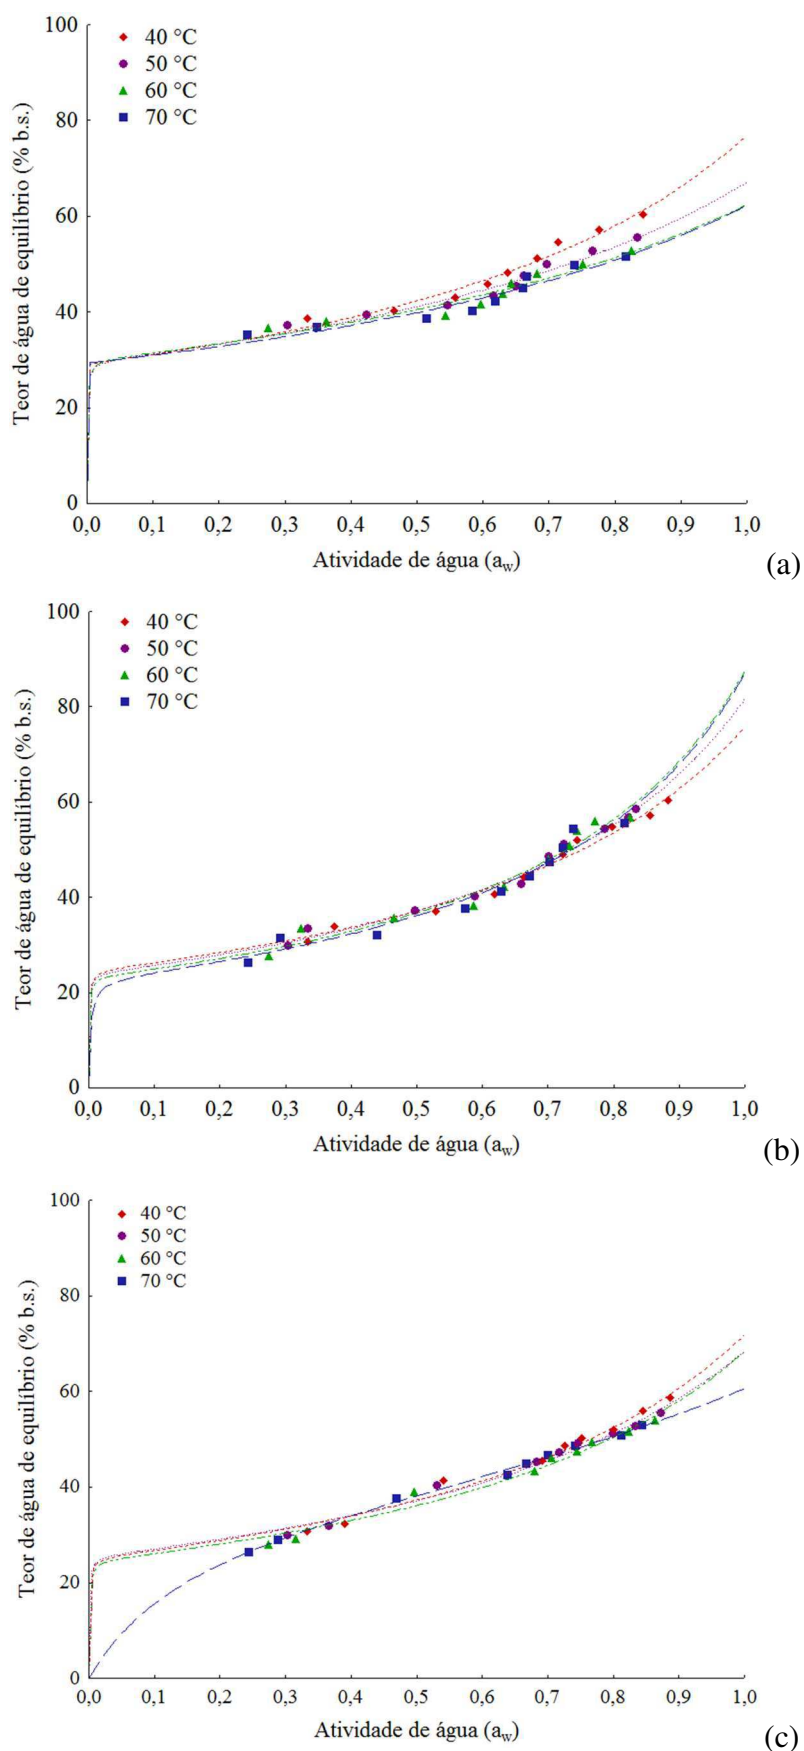 100
80
60
40
20
0
Teor de água de equilíbrio (% b.s.)
40 °C
50 °C
60 °C
70 °C
0,0 0,1 0,2 0,3 0,4 0,5 0,6 0,7 0,8 0,9 1,0
Atividade de água (aw)
(a)
100
80
60
40
20
0
Teor de água de equilíbrio (% b.s.)
40 °C
50 °C
60 °C
70 °C
0,0 0,1 0,2 0,3 0,4 0,5 0,6 0,7 0,8 0,9 1,0
Atividade de água (aw)
(b)
100
80
60
40
20
0
Teor de água de equilíbrio (% b.s.)
40 °C
50 °C
60 °C
70 °C
0,0 0,1 0,2 0,3 0,4 0,5 0,6 0,7 0,8 0,9 1,0
Atividade de água (aw)
(c)